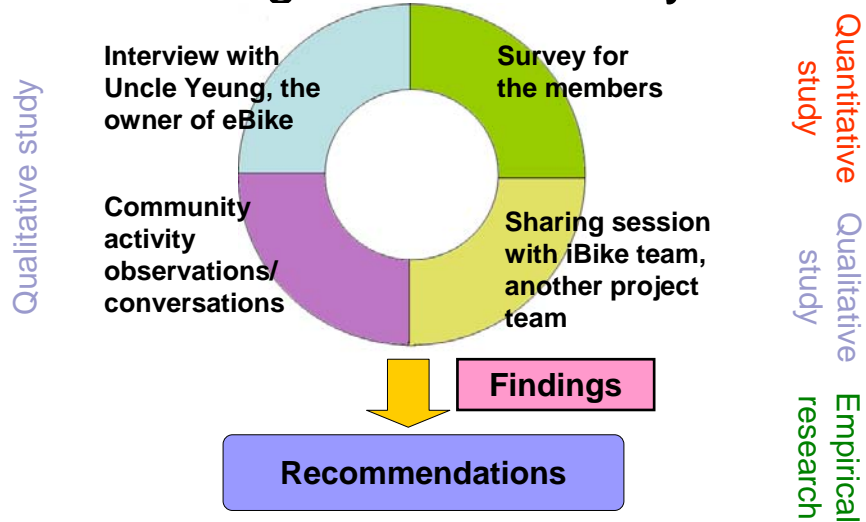 Qualitative study
Interview with
Uncle Yeung, the
owner of eBike
Survey for
the members
Quantitative
study
Community
activity
observations/
conversations
Sharing session
with iBike team,
another project
team
Qualitative
study
Findings
Recommendations
Empirical
research